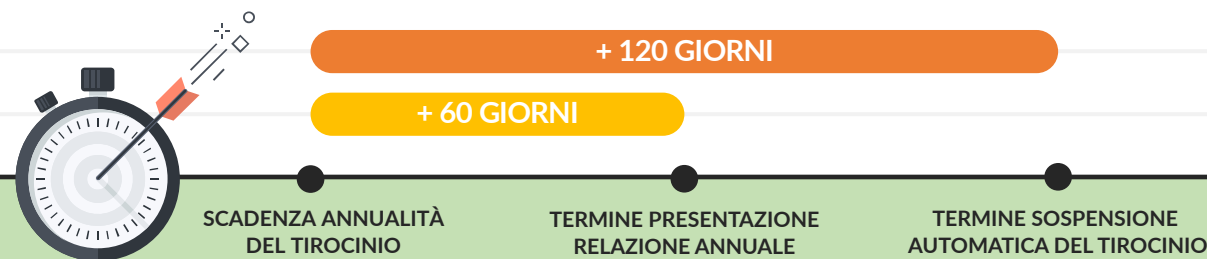 + 120 GIORNI
+ 60 GIORNI
SCADENZA ANNUALITÀ
DEL TIROCINIO
TERMINE PRESENTAZIONE
RELAZIONE ANNUALE
TERMINE SOSPENSIONE
AUTOMATICA DEL TIROCINIO